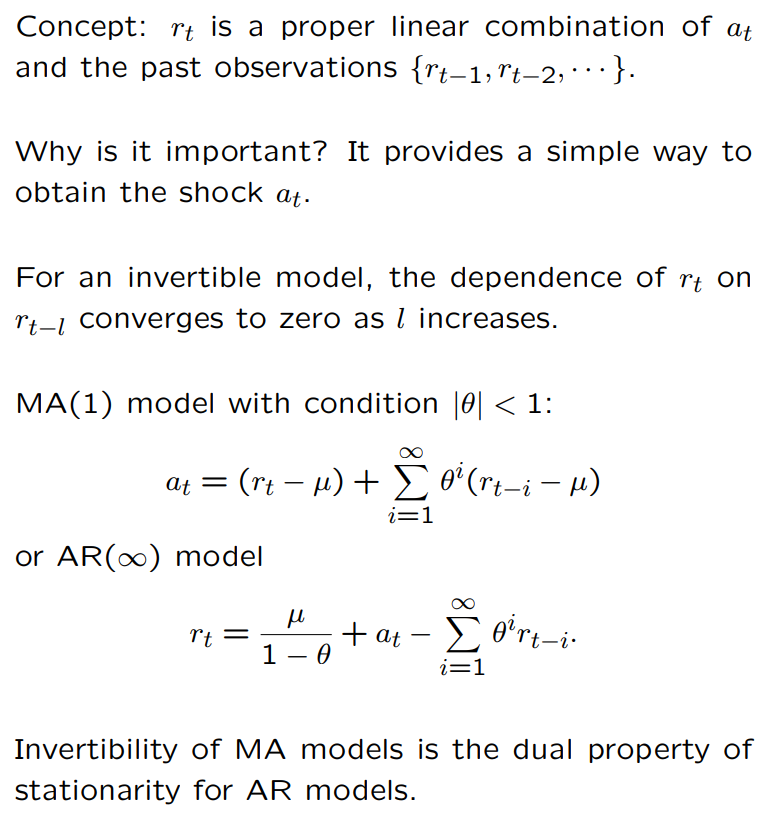 Concept: r_t is a proper linear combination of a_t
and the past observations {r_{t−1}, r_{t−2}, ⋯}.
Why is it important? It provides a simple way to
obtain the shock a_t.
For an invertible model, the dependence of r_t on
r_{t−l} converges to zero as l increases.
MA(1) model with condition |θ| < 1:
a_t = (r_t − μ) + ∑_{i=1}^{∞} θ^i (r_{t−i} − μ)
or AR(∞) model
r_t = \frac{μ}{1 − θ} + a_t − ∑_{i=1}^{∞} θ^i r_{t−i}.
Invertibility of MA models is the dual property of
stationarity for AR models.